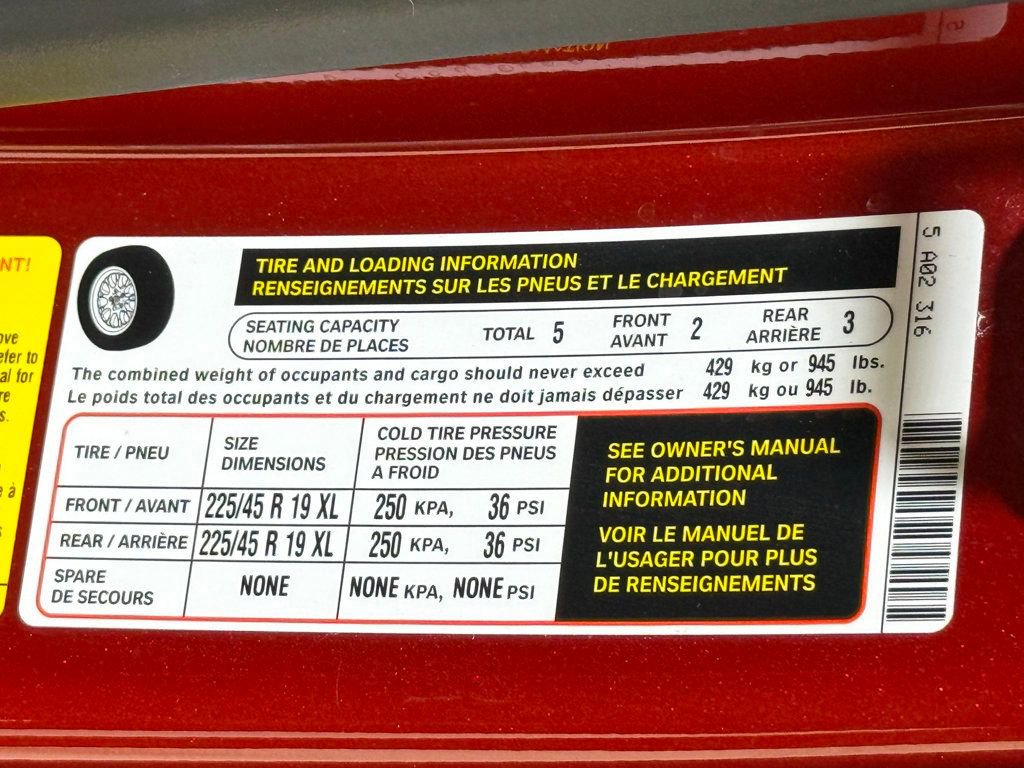 TIRE AND LOADING INFORMATION
RENSEIGNEMENTS SUR LES PNEUS ET LE CHARGEMENT
SEATING CAPACITY
NOMBRE DE PLACES
TOTAL 5
FRONT
AVANT 2
REAR
ARRIÈRE 3
The combined weight of occupants and cargo should never exceed 429 kg or 945 lbs.
Le poids total des occupants et du chargement ne doit jamais dépasser 429 kg ou 945 lb.
TIRE / PNEU
SIZE
DIMENSIONS
COLD TIRE PRESSURE
PRESSION DES PNEUS
A FROID
FRONT / AVANT 225/45 R 19 XL 250 KPA, 36 PSI
REAR / ARRIÈRE 225/45 R 19 XL 250 KPA, 36 PSI
SPARE
DE SECOURS
NONE NONE KPA, NONE PSI
SEE OWNER'S MANUAL
FOR ADDITIONAL
INFORMATION
VOIR LE MANUEL DE
L'USAGER POUR PLUS
DE RENSEIGNEMENTS
5 A02 316
NT!
efer to
al for
à